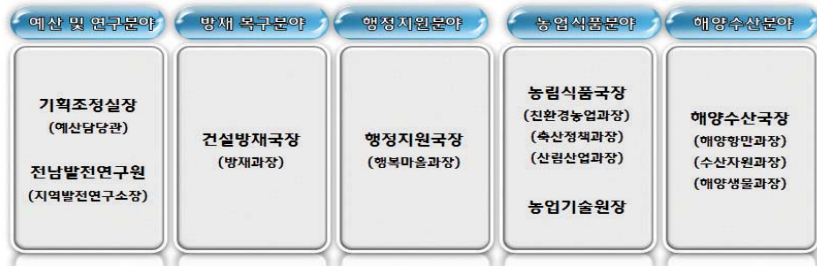 예산 및 연구분야
기획조정실장
(예산담당관)
전남발전연구원
(지역발전연구소장)
방재 복구분야
건설방재국장
(방재과장)
행정지원분야
행정지원국장
(행복마을과장)
농업식품분야
농림식품국장
(친환경농업과장)
(축산정책과장)
(산림산업과장)
농업기술원장
해양수산분야
해양수산국장
(해양항만과장)
(수산자원과장)
(해양생물과장)